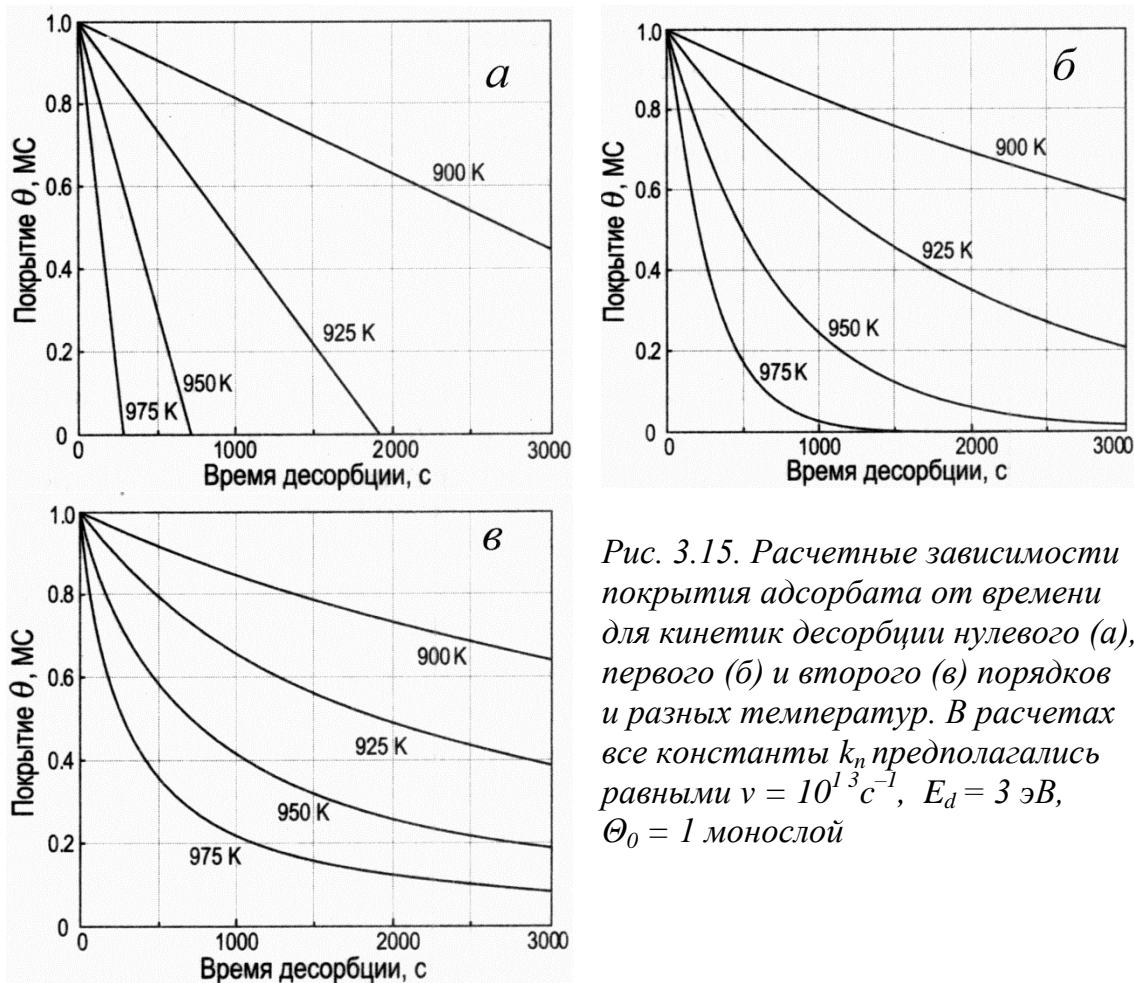 а
1.0
0.8
0.6
0.4
0.2
0
Покрытие θ, МС
900 K
925 K
950 K
975 K
0
1000
2000
3000
Время десорбции, с
б
1.0
0.8
0.6
0.4
0.2
0
Покрытие θ, МС
900 K
925 K
950 K
975 K
0
1000
2000
3000
Время десорбции, с
в
1.0
0.8
0.6
0.4
0.2
0
Покрытие θ, МС
900 K
925 K
950 K
975 K
0
1000
2000
3000
Время десорбции, с
Рис. 3.15. Расчетные зависимости
покрытия адсорбата от времени
для кинетик десорбции нулевого (а),
первого (б) и второго (в) порядков
и разных температур. В расчетах
все константы kₙ предполагались
равными ν = 10¹³с⁻¹, E_d = 3 эВ,
Θ₀ = 1 монослой